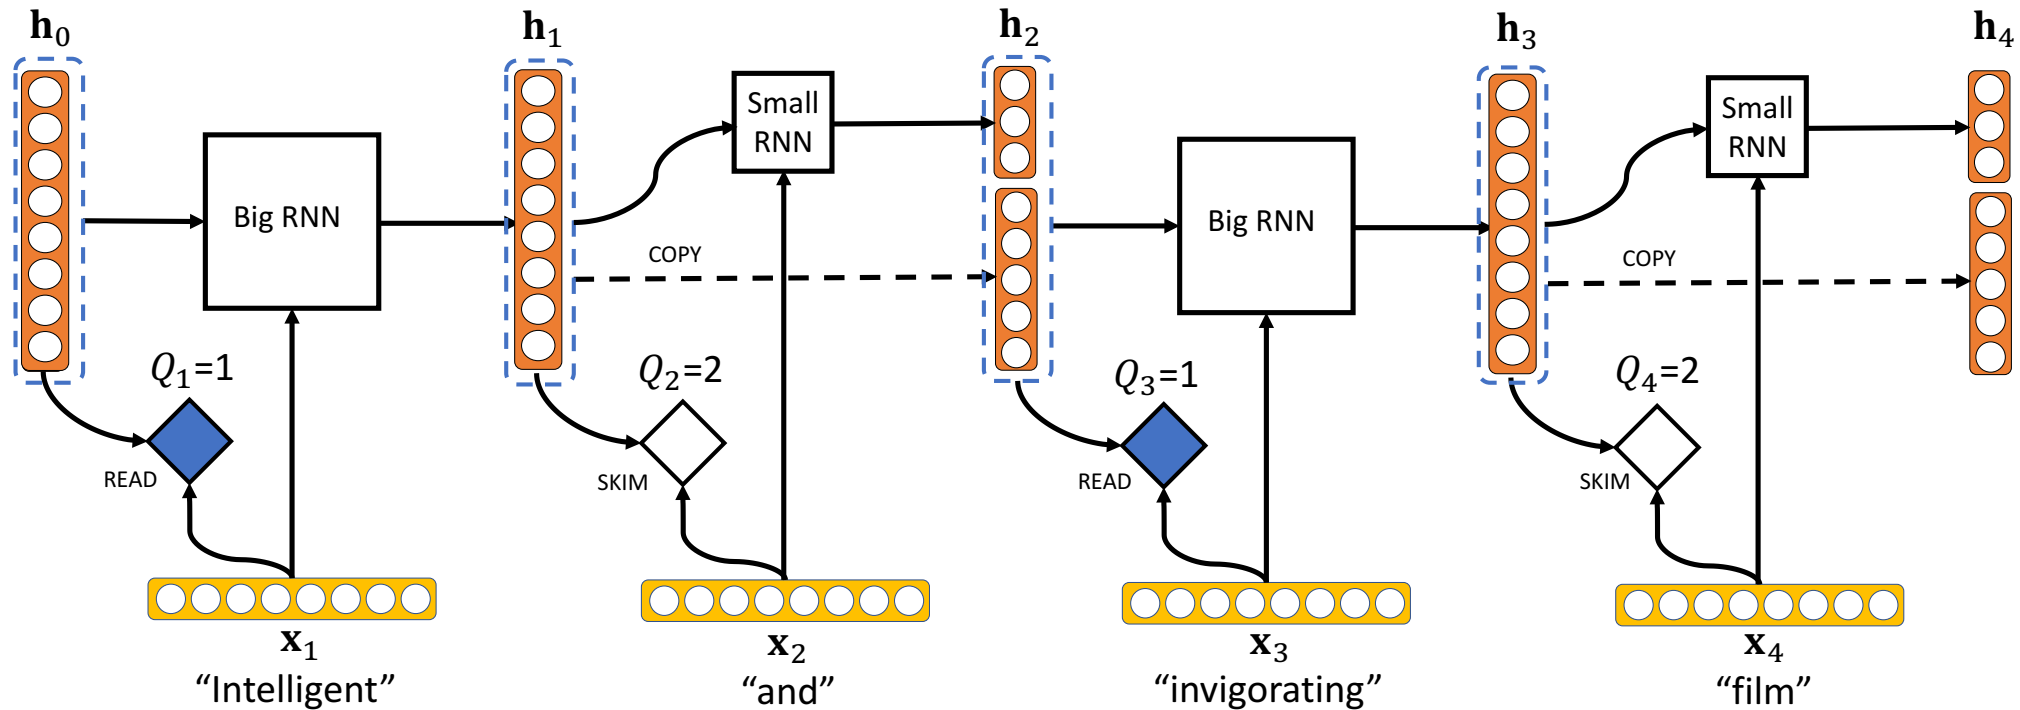 h0
h1
h2
h3
h4
Big RNN
Small
RNN
Big RNN
Small
RNN
COPY
COPY
Q1=1
Q2=2
Q3=1
Q4=2
READ
SKIM
READ
SKIM
x1
x2
x3
x4
“Intelligent”
“and”
“invigorating”
“film”